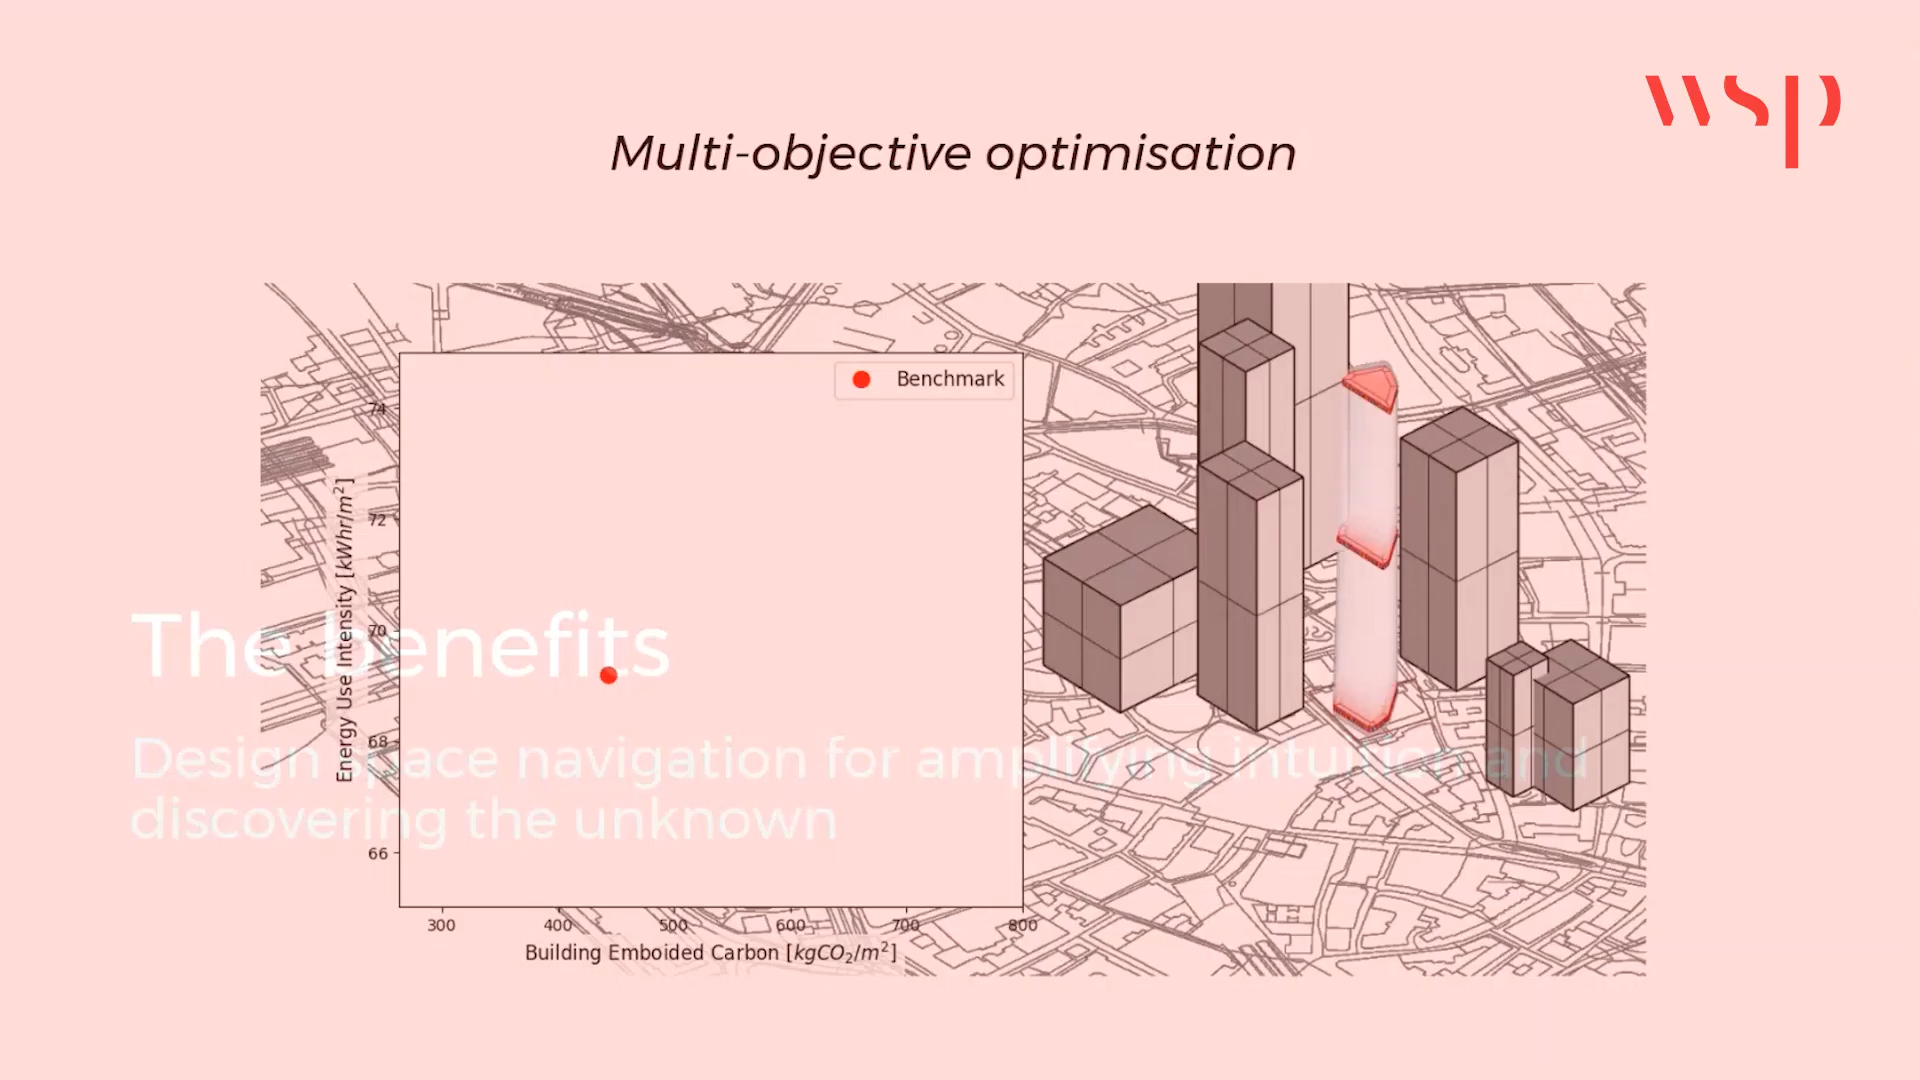 wsp
Multi-objective optimisation
Benchmark
74
72
70
68
66
Energy Use Intensity [kWhr/m²]
The benefits
Design space navigation for amplifying intuition and
discovering the unknown
300 400 500 600 700 800
Building Emboided Carbon [kgCO₂/m²]